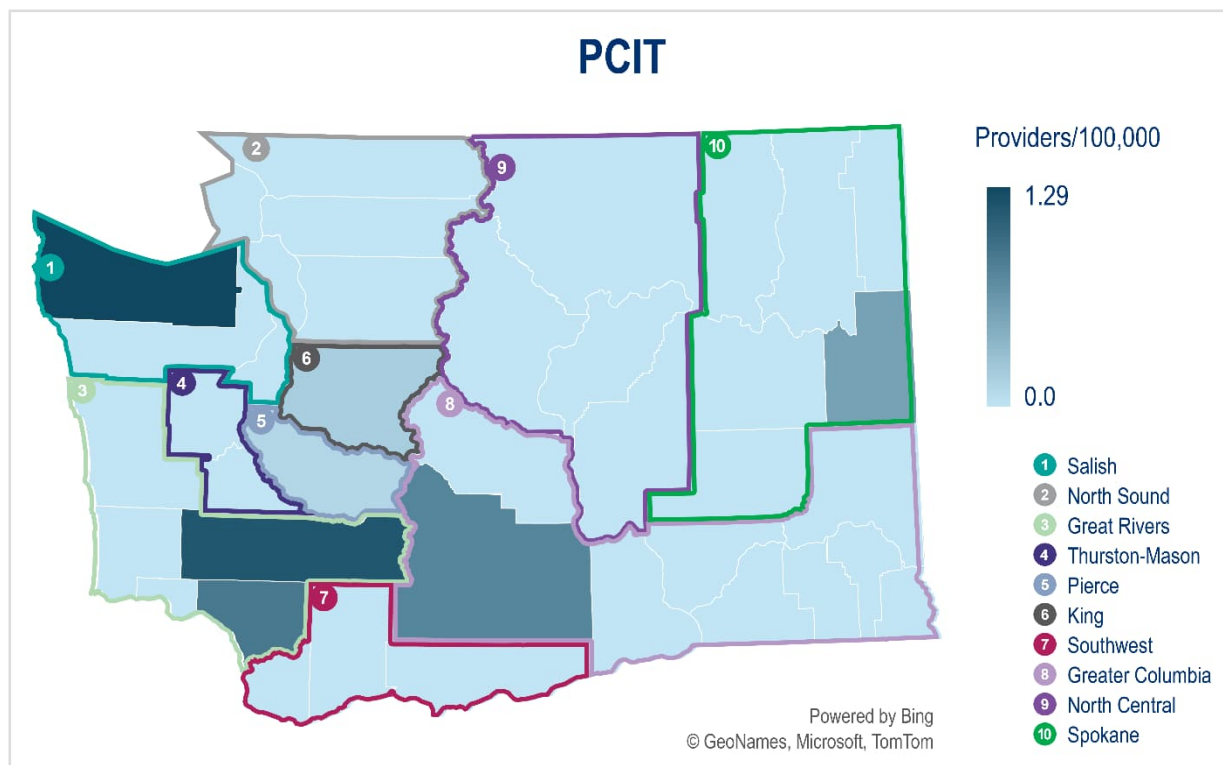 PCIT
2
9
10
1
6
3
4
8
5
7
Providers/100,000
1.29
0.0
1 Salish
2 North Sound
3 Great Rivers
4 Thurston-Mason
5 Pierce
6 King
7 Southwest
8 Greater Columbia
9 North Central
10 Spokane
Powered by Bing
© GeoNames, Microsoft, TomTom